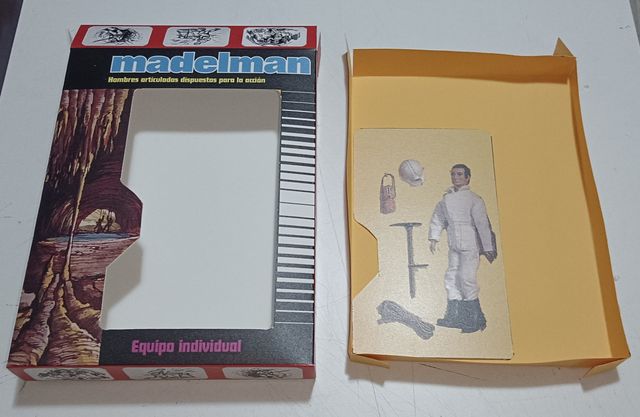 madelman
Hombres articulados dispuestos para la acción
Equipo individual